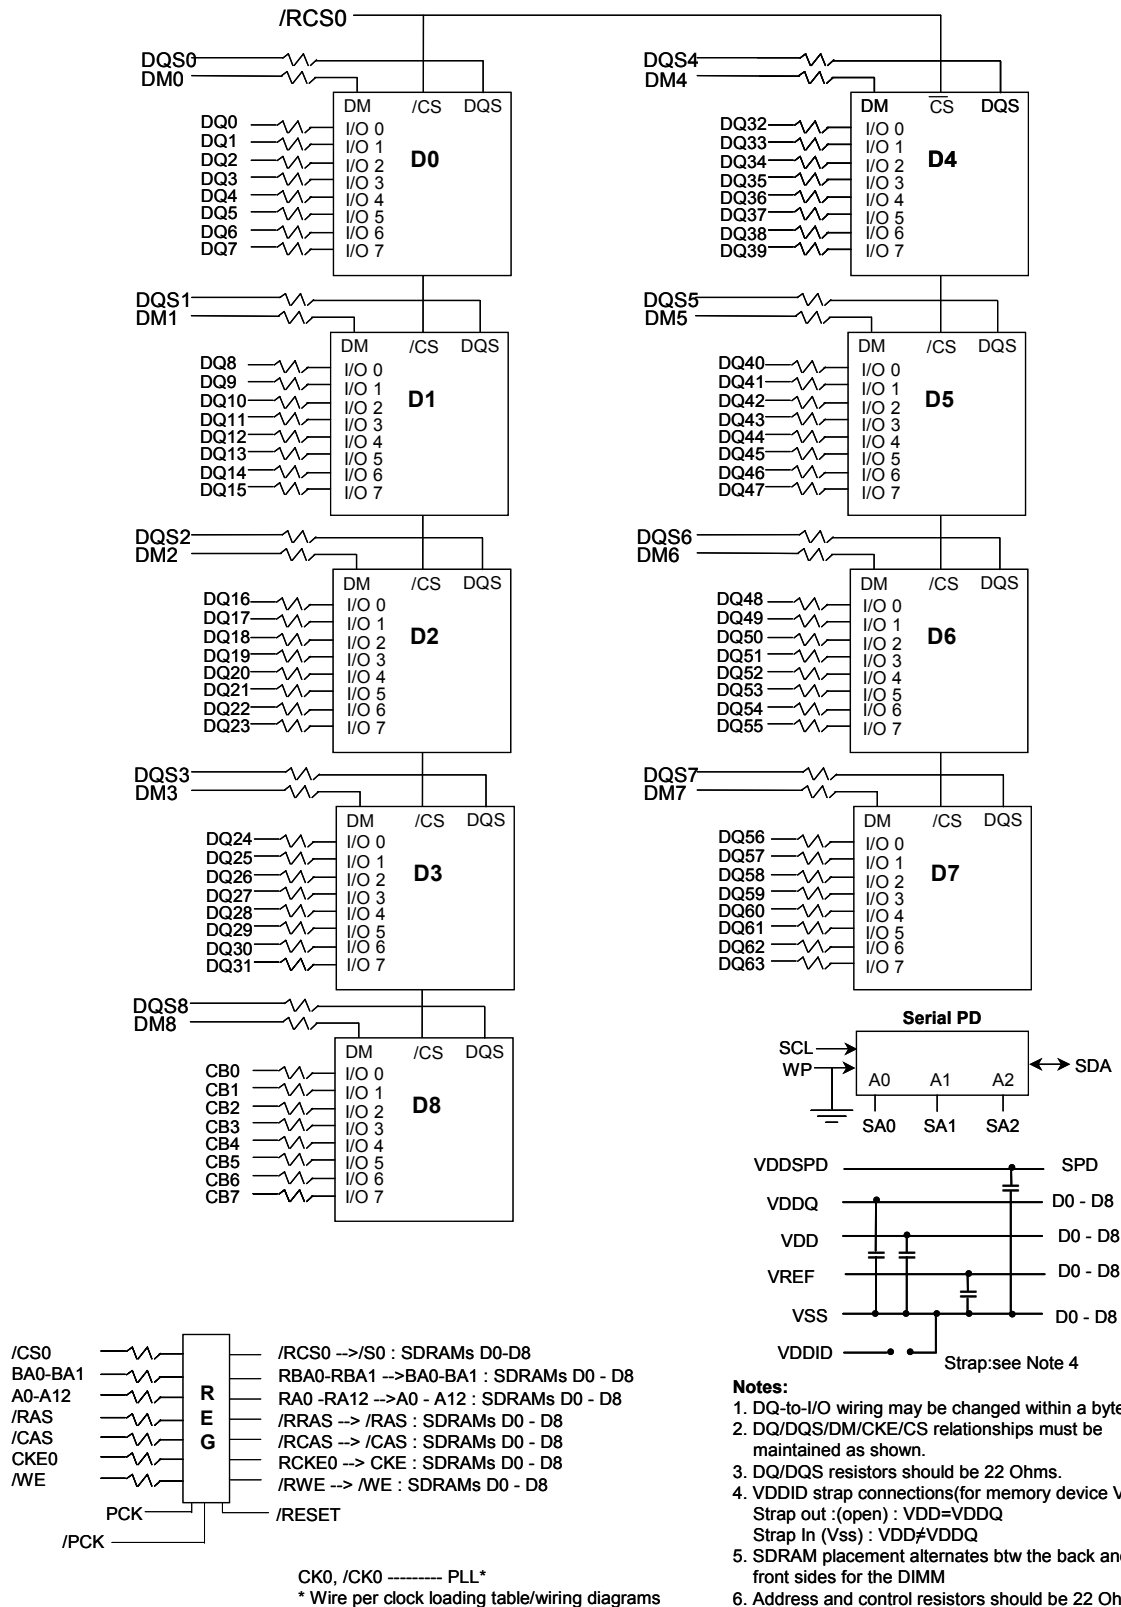 /RCS0
DQS0
DM0
DM /CS DQS
DQ0 I/O 0
DQ1 I/O 1
DQ2 I/O 2
DQ3 I/O 3
DQ4 I/O 4
DQ5 I/O 5
DQ6 I/O 6
DQ7 I/O 7
D0
DQS1
DM1
DM /CS DQS
DQ8 I/O 0
DQ9 I/O 1
DQ10 I/O 2
DQ11 I/O 3
DQ12 I/O 4
DQ13 I/O 5
DQ14 I/O 6
DQ15 I/O 7
D1
DQS2
DM2
DM /CS DQS
DQ16 I/O 0
DQ17 I/O 1
DQ18 I/O 2
DQ19 I/O 3
DQ20 I/O 4
DQ21 I/O 5
DQ22 I/O 6
DQ23 I/O 7
D2
DQS3
DM3
DM /CS DQS
DQ24 I/O 0
DQ25 I/O 1
DQ26 I/O 2
DQ27 I/O 3
DQ28 I/O 4
DQ29 I/O 5
DQ30 I/O 6
DQ31 I/O 7
D3
DQS8
DM8
DM /CS DQS
CB0 I/O 0
CB1 I/O 1
CB2 I/O 2
CB3 I/O 3
CB4 I/O 4
CB5 I/O 5
CB6 I/O 6
CB7 I/O 7
D8
DQS4
DM4
DM CS DQS
DQ32 I/O 0
DQ33 I/O 1
DQ34 I/O 2
DQ35 I/O 3
DQ36 I/O 4
DQ37 I/O 5
DQ38 I/O 6
DQ39 I/O 7
D4
DQS5
DM5
DM /CS DQS
DQ40 I/O 0
DQ41 I/O 1
DQ42 I/O 2
DQ43 I/O 3
DQ44 I/O 4
DQ45 I/O 5
DQ46 I/O 6
DQ47 I/O 7
D5
DQS6
DM6
DM /CS DQS
DQ48 I/O 0
DQ49 I/O 1
DQ50 I/O 2
DQ51 I/O 3
DQ52 I/O 4
DQ53 I/O 5
DQ54 I/O 6
DQ55 I/O 7
D6
DQS7
DM7
DM /CS DQS
DQ56 I/O 0
DQ57 I/O 1
DQ58 I/O 2
DQ59 I/O 3
DQ60 I/O 4
DQ61 I/O 5
DQ62 I/O 6
DQ63 I/O 7
D7
Serial PD
SCL
WP
SDA
A0 A1 A2
SA0 SA1 SA2
VDDSPD SPD
VDDQ D0 - D8
VDD D0 - D8
VREF D0 - D8
VSS D0 - D8
VDDID
Strap:see Note 4
/CS0 /RCS0 -->/S0 : SDRAMs D0-D8
BA0-BA1 RBA0-RBA1 -->BA0-BA1 : SDRAMs D0 - D8
A0-A12 RA0 -RA12 -->A0 - A12 : SDRAMs D0 - D8
/RAS /RRAS --> /RAS : SDRAMs D0 - D8
/CAS /RCAS --> /CAS : SDRAMs D0 - D8
CKE0 RCKE0 --> CKE : SDRAMs D0 - D8
/WE /RWE --> /WE : SDRAMs D0 - D8
R
E
G
PCK /RESET
/PCK
CK0, /CK0 --------- PLL*
* Wire per clock loading table/wiring diagrams
Notes:
1. DQ-to-I/O wiring may be changed within a byte
2. DQ/DQS/DM/CKE/CS relationships must be
maintained as shown.
3. DQ/DQS resistors should be 22 Ohms.
4. VDDID strap connections(for memory device V
Strap out :(open) : VDD=VDDQ
Strap In (Vss) : VDD≠VDDQ
5. SDRAM placement alternates btw the back and
front sides for the DIMM
6. Address and control resistors should be 22 Oh